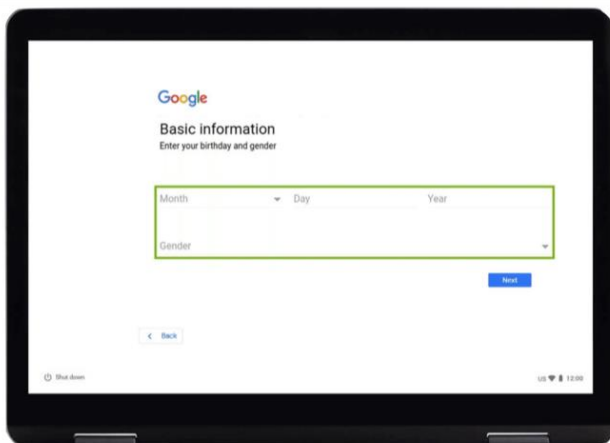 Google
Basic information
Enter your birthday and gender
Month Day Year
Gender
Next
Back
Shut down US 12:00